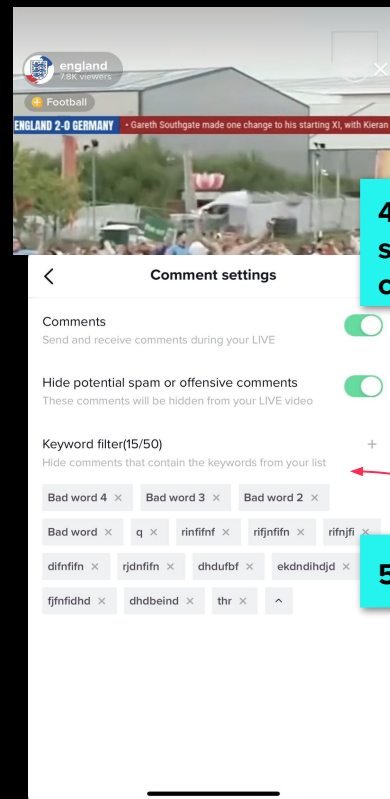 england
7.8K viewers
Football
ENGLAND 2-0 GERMANY • Gareth Southgate made one change to his starting XI, with Kieran
4
s
c
Comment settings
Comments
Send and receive comments during your LIVE
Hide potential spam or offensive comments
These comments will be hidden from your LIVE video
Keyword filter(15/50)
Hide comments that contain the keywords from your list
Bad word 4 × Bad word 3 × Bad word 2 ×
Bad word × q × rinfifnf × rifjnfifn × rifnjfi ×
difnfifn × rjdnfifn × dhdufbf × ekdndihdjd ×
5
fjfnfidhd × dhdbeind × thr ×